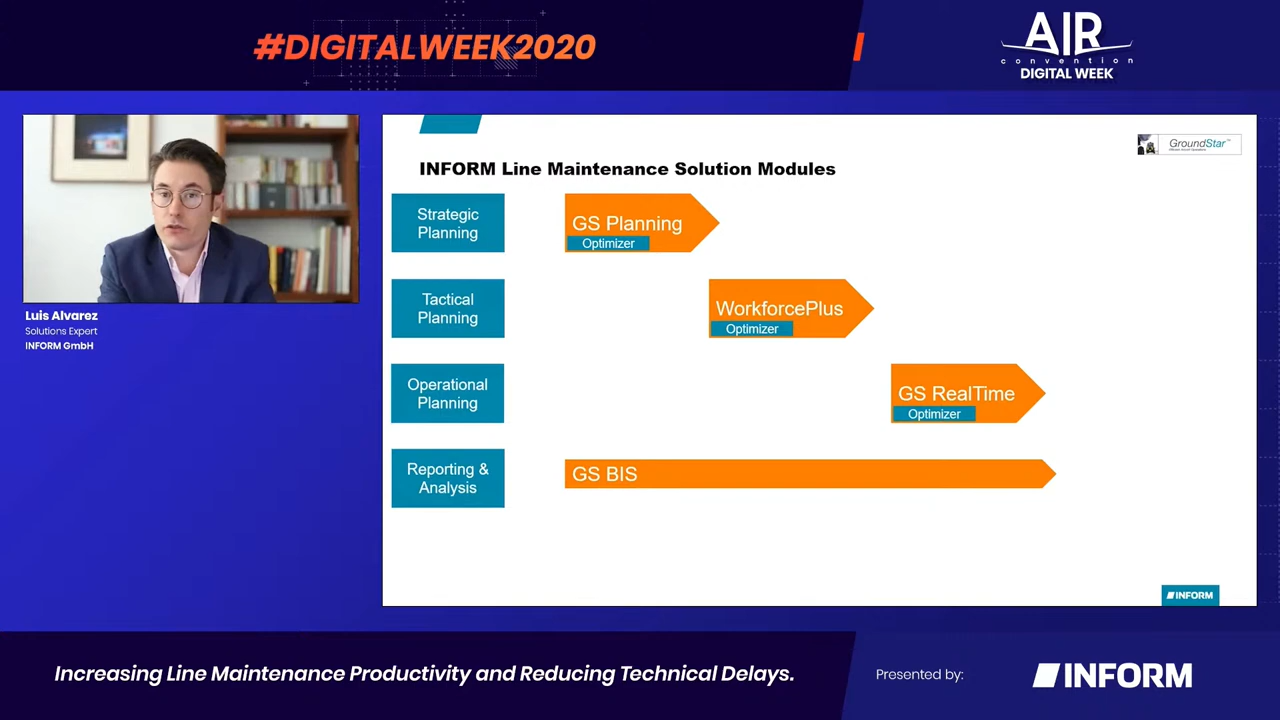 #DIGITALWEEK2020
AIR
convention
DIGITAL WEEK
Luis Alvarez
Solutions Expert
INFORM GmbH
GroundStar™
INFORM Line Maintenance Solution Modules
Strategic
Planning
GS Planning
Optimizer
Tactical
Planning
WorkforcePlus
Optimizer
Operational
Planning
GS RealTime
Optimizer
Reporting &
Analysis
GS BIS
INFORM
Increasing Line Maintenance Productivity and Reducing Technical Delays.
Presented by:
INFORM